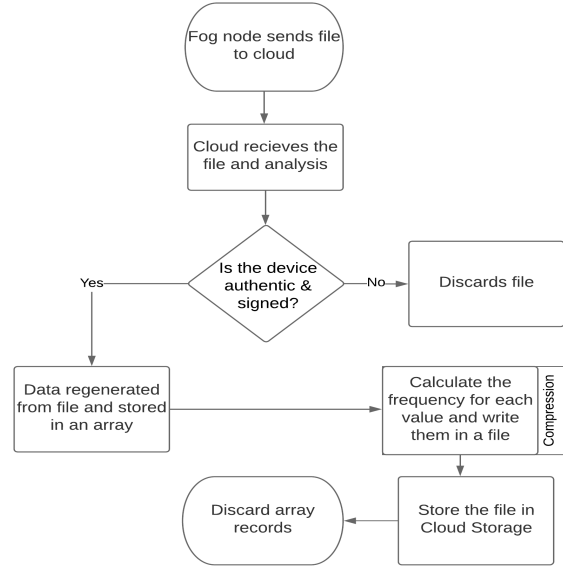 Fog node sends file
to cloud
Cloud recieves the
file and analysis
Is the device
authentic &
signed?
Yes
No
Discards file
Data regenerated
from file and stored
in an array
Calculate the
frequency for each
value and write
them in a file
Compression
Discard array
records
Store the file in
Cloud Storage